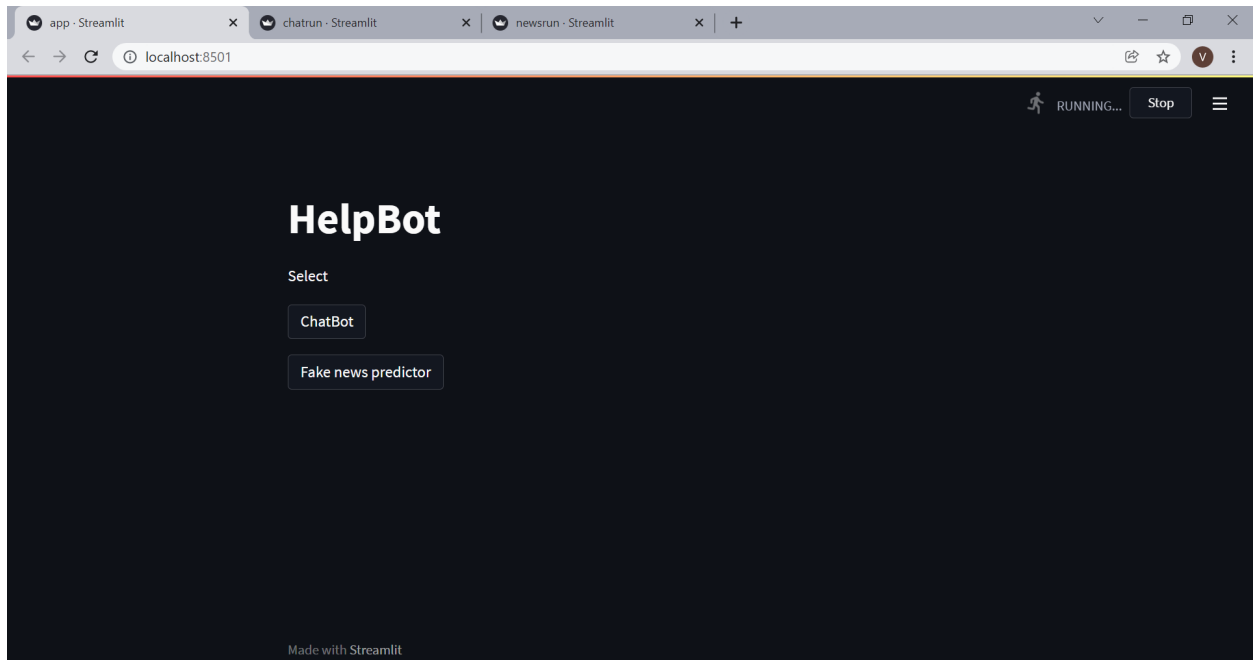 app · Streamlit
chatrun · Streamlit
newsrun · Streamlit
localhost:8501
V
RUNNING...
Stop
HelpBot
Select
ChatBot
Fake news predictor
Made with Streamlit